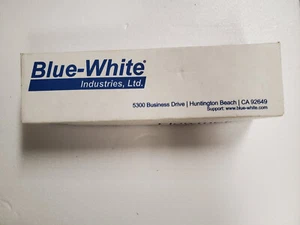 Blue-White®
Industries, Ltd.
5300 Business Drive | Huntington Beach | CA 92649
Support: www.blue-white.com